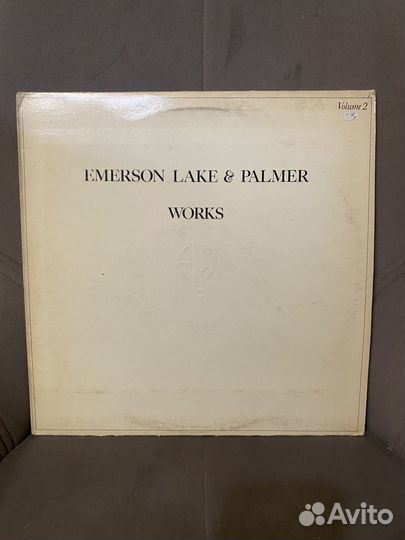 Volume 2
EMERSON LAKE & PALMER
WORKS
Avito